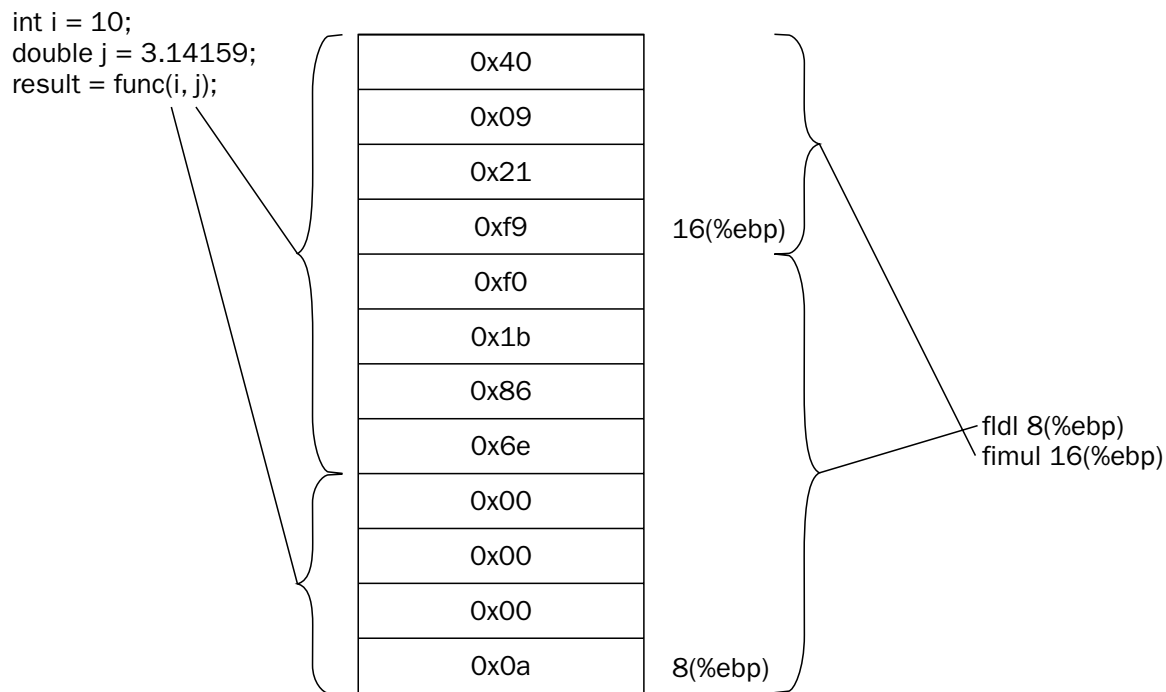 int i = 10;
double j = 3.14159;
result = func(i, j);
0x40
0x09
0x21
0xf9
16(%ebp)
0xf0
0x1b
0x86
0x6e
0x00
0x00
0x00
0x0a
8(%ebp)
fldl 8(%ebp)
fimul 16(%ebp)